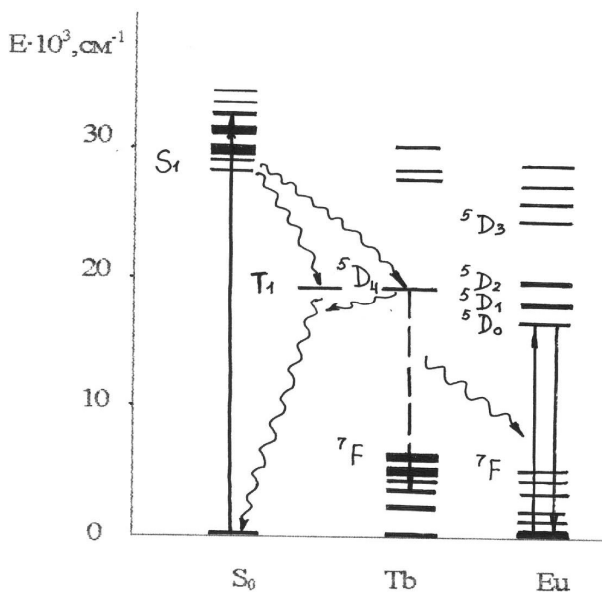 E·10³, см⁻¹
30
S₁
⁵D₃
20
T₁
⁵D₄
⁵D₂
⁵D₁
⁵D₀
10
⁷F
⁷F
0
S₀
Tb
Eu